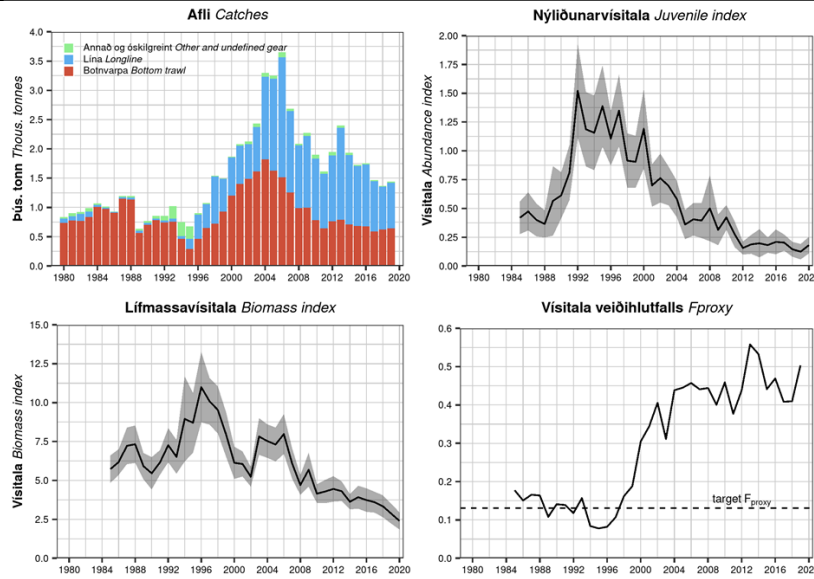 Afli Catches
Þús. tonn Thous. tonnes
4.0
3.5
3.0
2.5
2.0
1.5
1.0
0.5
0.0
Annað og óskilgreint Other and undefined gear
Lína Longline
Botnvarpa Bottom trawl
1980 1984 1988 1992 1996 2000 2004 2008 2012 2016 2020
Nýliðunarvísitala Juvenile index
Vísitala Abundance index
2.00
1.75
1.50
1.25
1.00
0.75
0.50
0.25
0.00
1980 1984 1988 1992 1996 2000 2004 2008 2012 2016 202
Lífmassavísitala Biomass index
Vísitala Biomass index
15.0
12.5
10.0
7.5
5.0
2.5
0.0
1980 1984 1988 1992 1996 2000 2004 2008 2012 2016 2020
Vísitala veiðihlutfalls Fproxy
0.6
0.5
0.4
0.3
0.2
0.1
0.0
target Fproxy
1980 1984 1988 1992 1996 2000 2004 2008 2012 2016 202